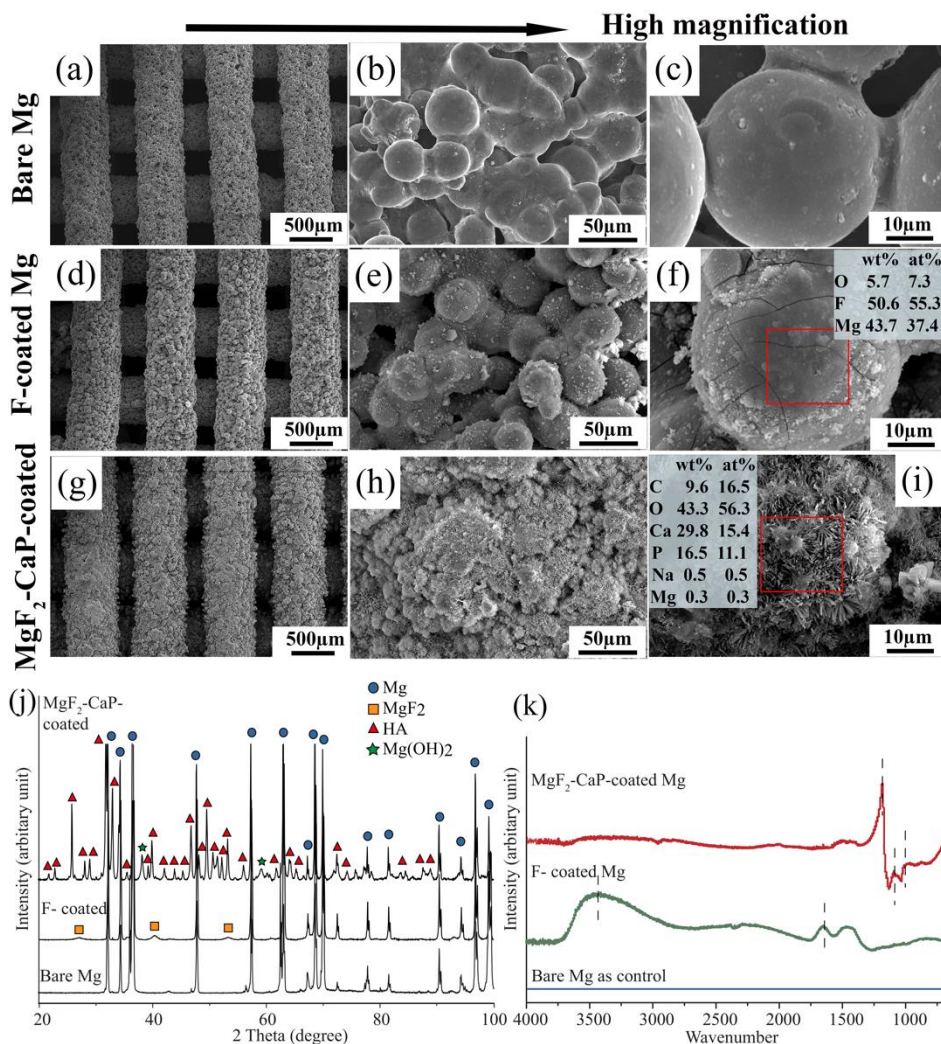 High magnification
Bare Mg
(a)
500µm
(b)
50µm
(c)
10µm
F-coated Mg
(d)
500µm
(e)
50µm
(f)
wt% at%
O 5.7 7.3
F 50.6 55.3
Mg 43.7 37.4
10µm
MgF₂-CaP-coated
(g)
500µm
(h)
50µm
(i)
wt% at%
C 9.6 16.5
O 43.3 56.3
Ca 29.8 15.4
P 16.5 11.1
Na 0.5 0.5
Mg 0.3 0.3
10µm
(j)
MgF₂-CaP-
coated
Mg
MgF2
HA
Mg(OH)2
F- coated
Bare Mg
Intensity (arbitary unit)
20 40 60 80 100
2 Theta (degree)
(k)
MgF₂-CaP-coated Mg
F- coated Mg
Bare Mg as control
Intensity (arbitary unit)
4000 3500 3000 2500 2000 1500 1000
Wavenumber